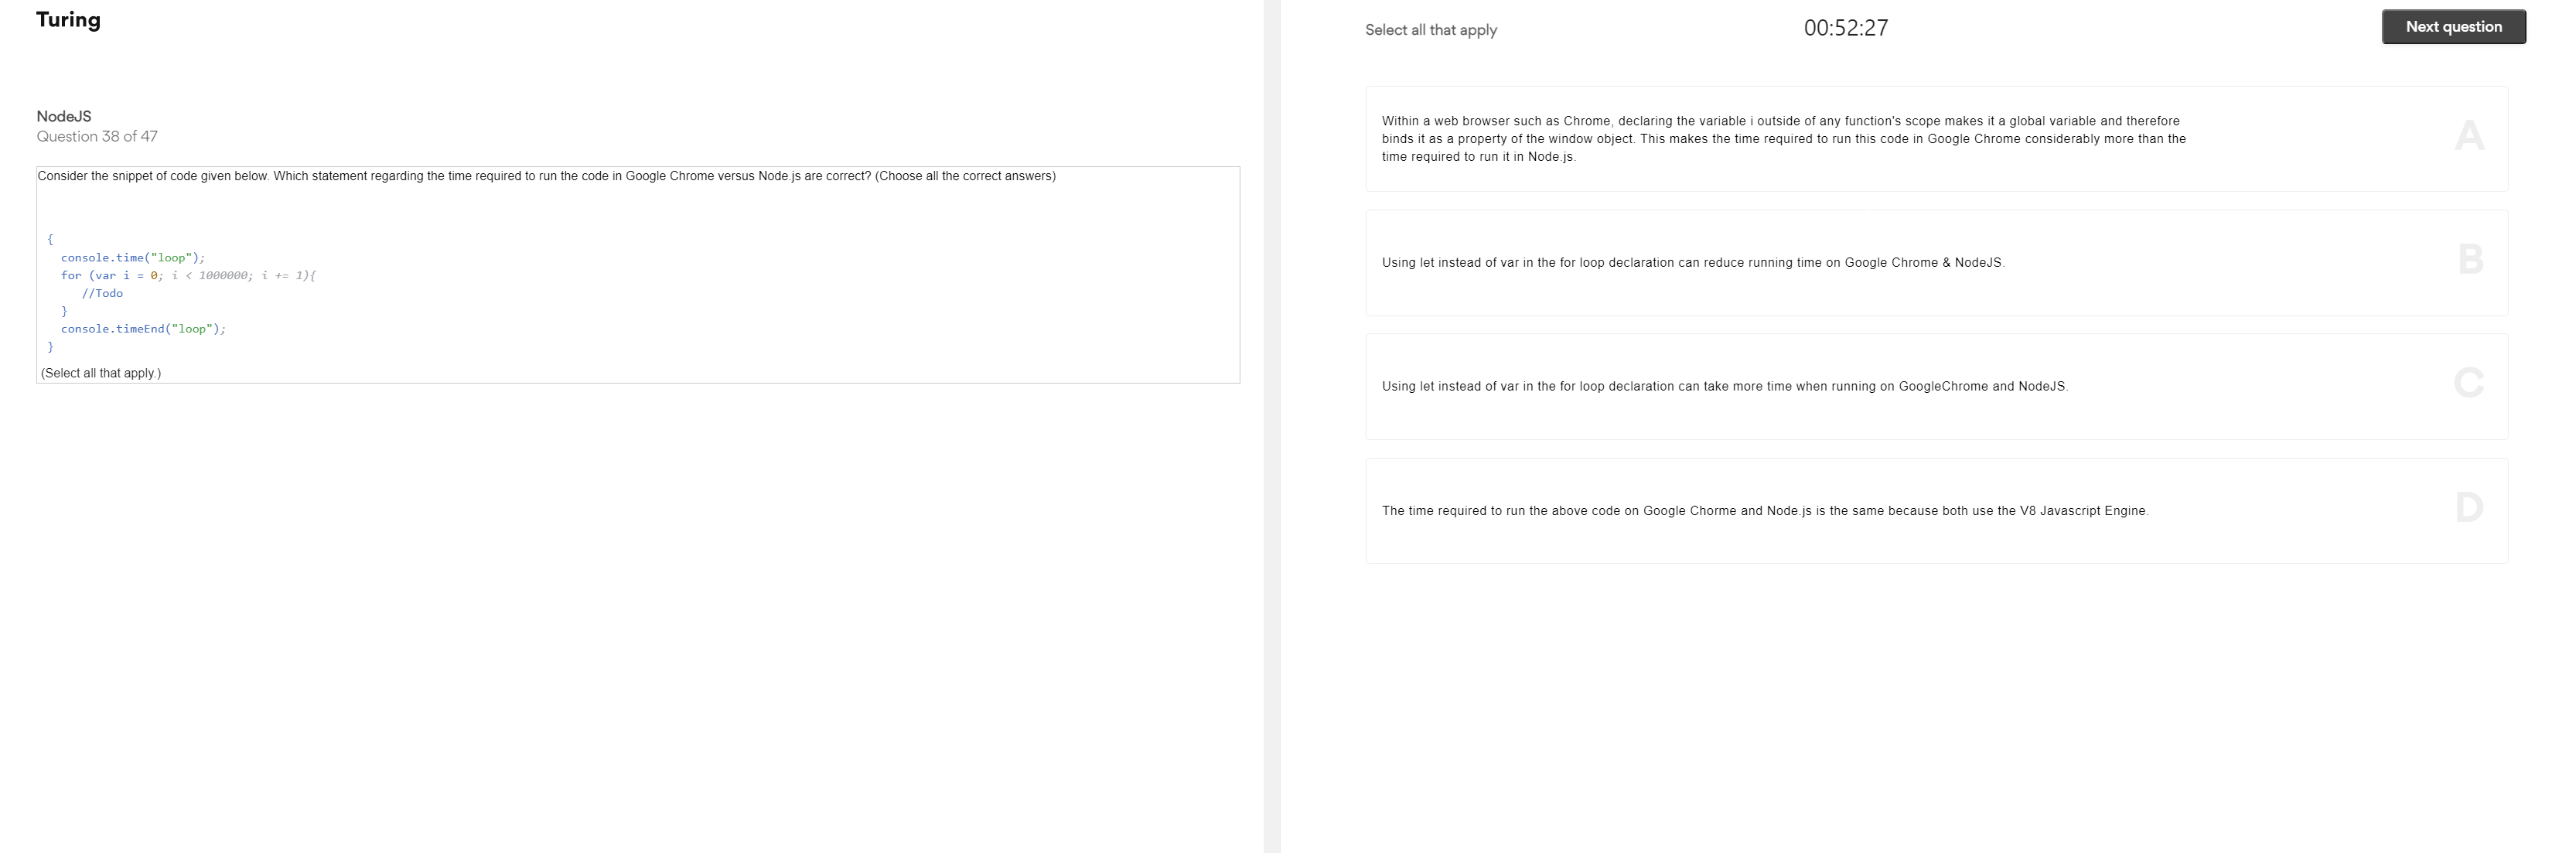 Turing
NodeJS
Question 38 of 47
Consider the snippet of code given below. Which statement regarding the time required to run the code in Google Chrome versus Node.js are correct? (Choose all the correct answers)
{
console.time("loop");
for (var i = 0; i < 1000000; i += 1){
//Todo
}
console.timeEnd("loop");
}
(Select all that apply.)
Select all that apply
00:52:27
Next question
Within a web browser such as Chrome, declaring the variable i outside of any function's scope makes it a global variable and therefore
binds it as a property of the window object. This makes the time required to run this code in Google Chrome considerably more than the
time required to run it in Node.js.
A
Using let instead of var in the for loop declaration can reduce running time on Google Chrome & NodeJS.
B
Using let instead of var in the for loop declaration can take more time when running on GoogleChrome and NodeJS.
C
The time required to run the above code on Google Chorme and Node.js is the same because both use the V8 Javascript Engine.
D